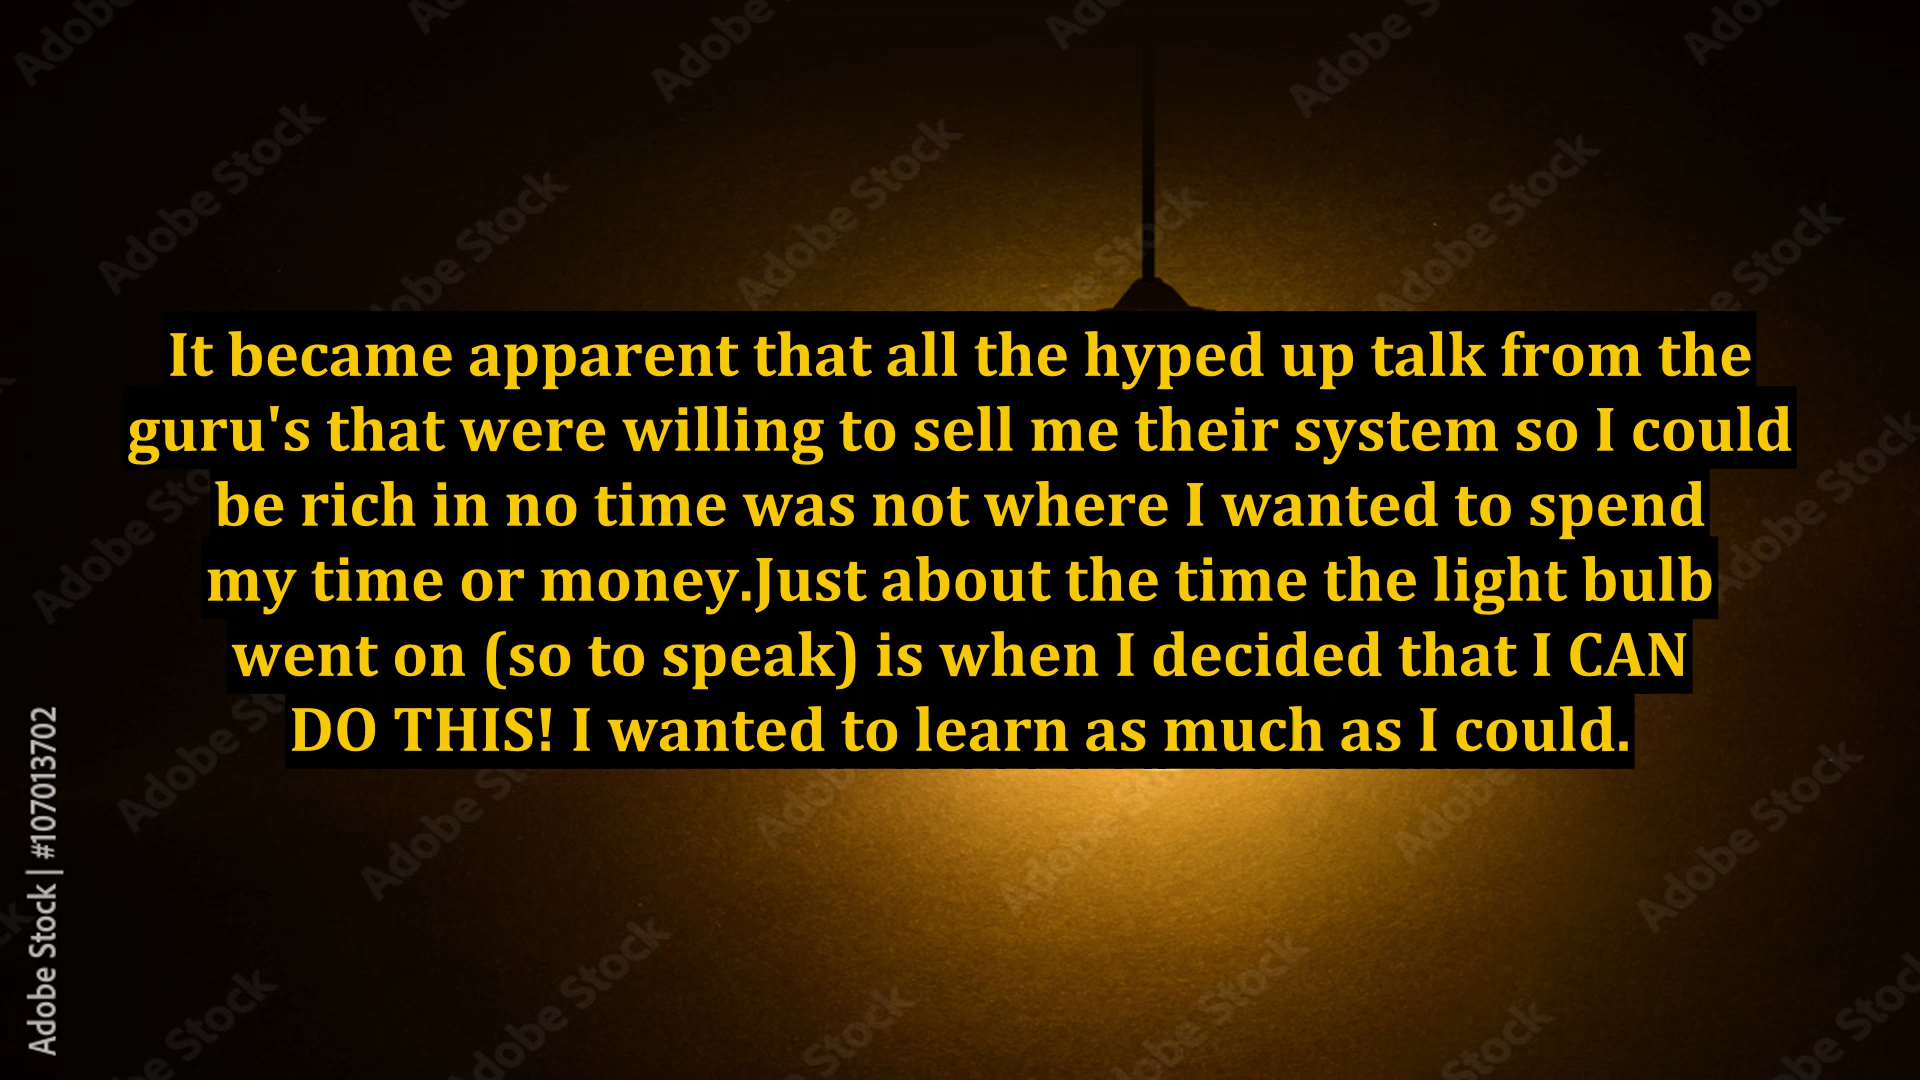 It became apparent that all the hyped up talk from the
guru's that were willing to sell me their system so I could
be rich in no time was not where I wanted to spend
my time or money.Just about the time the light bulb
went on (so to speak) is when I decided that I CAN
DO THIS! I wanted to learn as much as I could.
Adobe Stock | #107013702
Adobe Stock